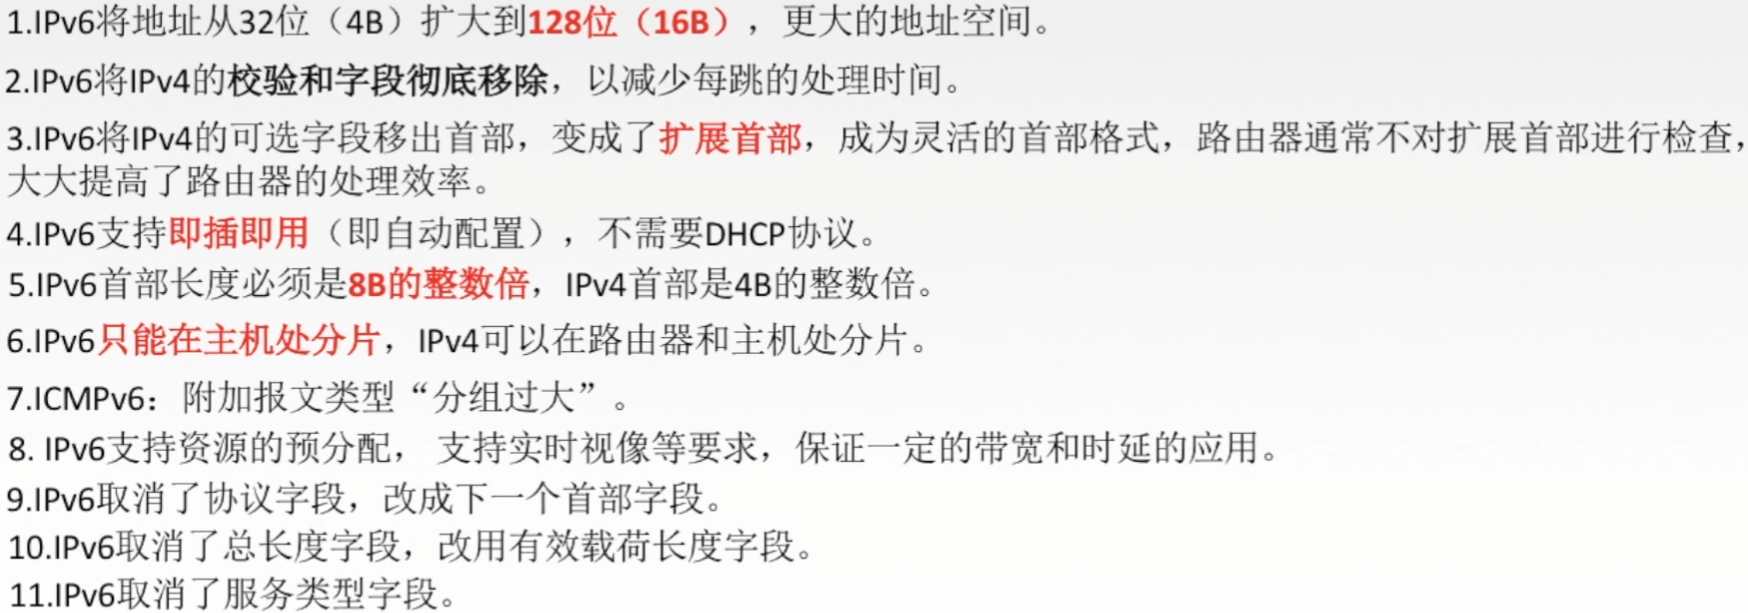 1.IPv6将地址从32位（4B）扩大到128位（16B），更大的地址空间。
2.IPv6将IPv4的校验和字段彻底移除，以减少每跳的处理时间。
3.IPv6将IPv4的可选字段移出首部，变成了扩展首部，成为灵活的首部格式，路由器通常不对扩展首部进行检查，
大大提高了路由器的处理效率。
4.IPv6支持即插即用（即自动配置），不需要DHCP协议。
5.IPv6首部长度必须是8B的整数倍，IPv4首部是4B的整数倍。
6.IPv6只能在主机处分片，IPv4可以在路由器和主机处分片。
7.ICMPv6：附加报文类型“分组过大”。
8. IPv6支持资源的预分配， 支持实时视像等要求，保证一定的带宽和时延的应用。
9.IPv6取消了协议字段，改成下一个首部字段。
10.IPv6取消了总长度字段，改用有效载荷长度字段。
11.IPv6取消了服务类型字段。